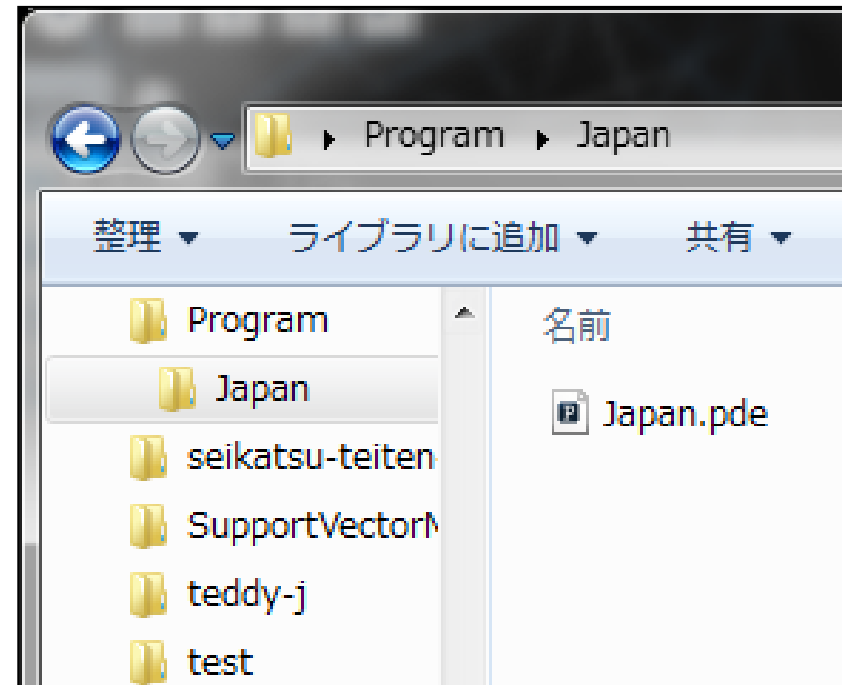 Program Japan
整理 ライブラリに追加 共有
Program
Japan
seikatsu-teiten
SupportVector
teddy-j
test
名前
Japan.pde